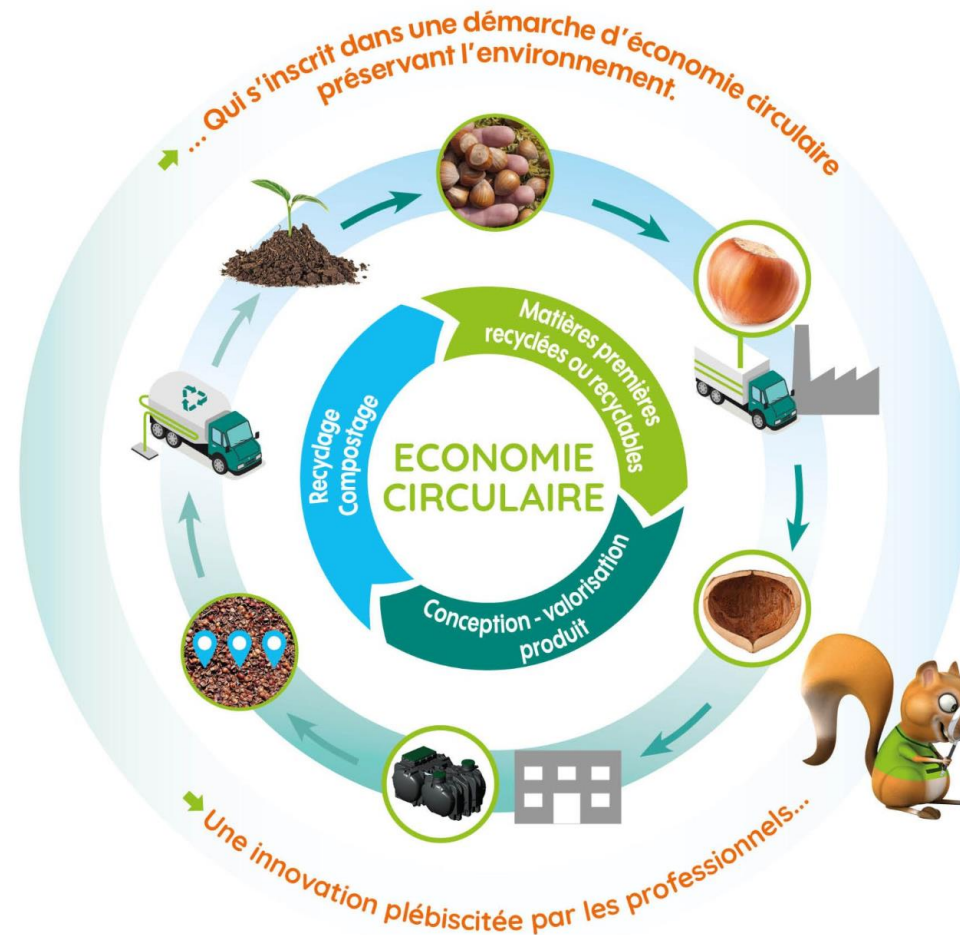 ... Qui s'inscrit dans une démarche d'économie circulaire
préservant l'environnement.
Matières premières
recyclées ou recyclables
Recyclage
Compostage
ECONOMIE
CIRCULAIRE
Conception - valorisation
produit
Une innovation plébiscitée par les professionnels...